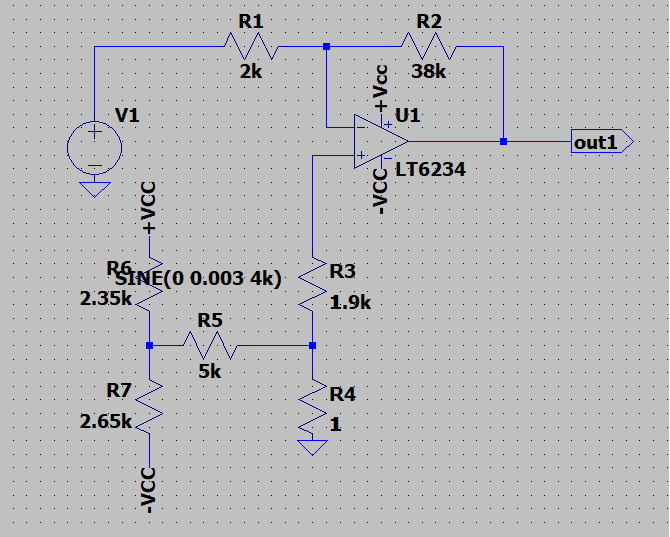 R1
R2
2k
38k
+Vcc
V1
U1
LT6234
out1
-VCC
+VCC
R6
SINE(0 0.003 4k)
2.35k
R3
1.9k
R5
5k
R7
2.65k
R4
1
-VCC